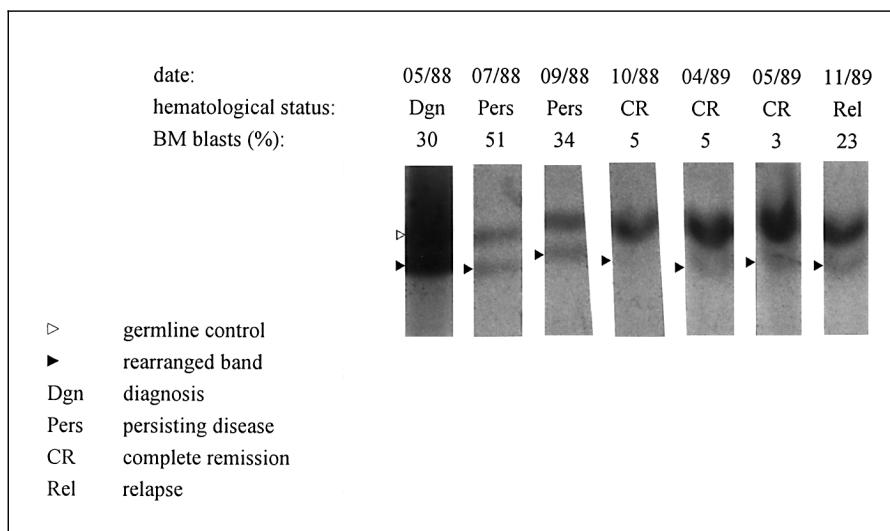 date: 05/88 07/88 09/88 10/88 04/89 05/89 11/89
hematological status: Dgn Pers Pers CR CR CR Rel
BM blasts (%): 30 51 34 5 5 3 23
▷ germline control
► rearranged band
Dgn diagnosis
Pers persisting disease
CR complete remission
Rel relapse